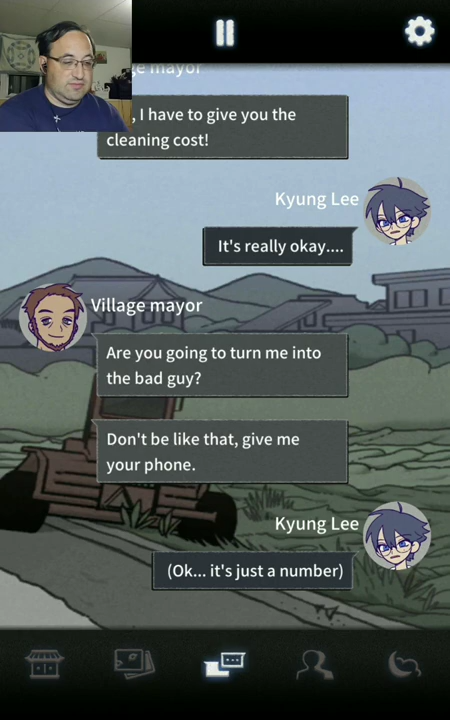 ge mayor
, I have to give you the
cleaning cost!
Kyung Lee
It's really okay....
Village mayor
Are you going to turn me into
the bad guy?
Don't be like that, give me
your phone.
Kyung Lee
(Ok... it's just a number)